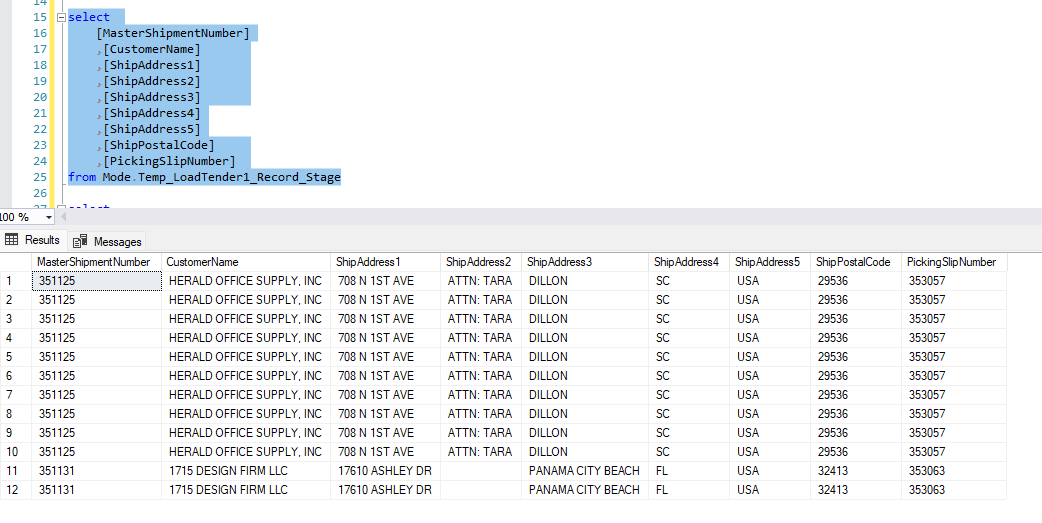 14
15 select
16 [MasterShipmentNumber]
17 ,[CustomerName]
18 ,[ShipAddress1]
19 ,[ShipAddress2]
20 ,[ShipAddress3]
21 ,[ShipAddress4]
22 ,[ShipAddress5]
23 ,[ShipPostalCode]
24 ,[PickingSlipNumber]
25 from Mode.Temp_LoadTender1_Record_Stage
26
27 select
100 %
Results Messages
MasterShipmentNumber CustomerName ShipAddress1 ShipAddress2 ShipAddress3 ShipAddress4 ShipAddress5 ShipPostalCode PickingSlipNumber
1 351125 HERALD OFFICE SUPPLY, INC 708 N 1ST AVE ATTN: TARA DILLON SC USA 29536 353057
2 351125 HERALD OFFICE SUPPLY, INC 708 N 1ST AVE ATTN: TARA DILLON SC USA 29536 353057
3 351125 HERALD OFFICE SUPPLY, INC 708 N 1ST AVE ATTN: TARA DILLON SC USA 29536 353057
4 351125 HERALD OFFICE SUPPLY, INC 708 N 1ST AVE ATTN: TARA DILLON SC USA 29536 353057
5 351125 HERALD OFFICE SUPPLY, INC 708 N 1ST AVE ATTN: TARA DILLON SC USA 29536 353057
6 351125 HERALD OFFICE SUPPLY, INC 708 N 1ST AVE ATTN: TARA DILLON SC USA 29536 353057
7 351125 HERALD OFFICE SUPPLY, INC 708 N 1ST AVE ATTN: TARA DILLON SC USA 29536 353057
8 351125 HERALD OFFICE SUPPLY, INC 708 N 1ST AVE ATTN: TARA DILLON SC USA 29536 353057
9 351125 HERALD OFFICE SUPPLY, INC 708 N 1ST AVE ATTN: TARA DILLON SC USA 29536 353057
10 351125 HERALD OFFICE SUPPLY, INC 708 N 1ST AVE ATTN: TARA DILLON SC USA 29536 353057
11 351131 1715 DESIGN FIRM LLC 17610 ASHLEY DR PANAMA CITY BEACH FL USA 32413 353063
12 351131 1715 DESIGN FIRM LLC 17610 ASHLEY DR PANAMA CITY BEACH FL USA 32413 353063